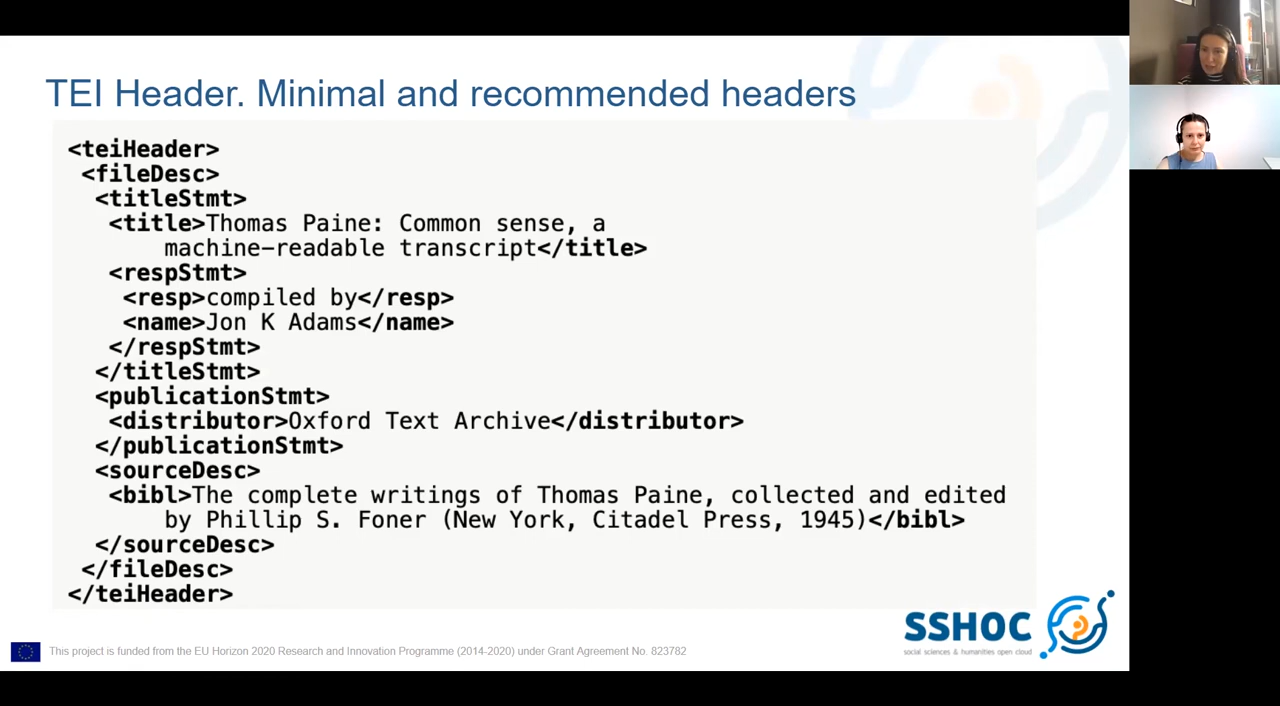 TEI Header. Minimal and recommended headers
<teiHeader>
<fileDesc>
<titleStmt>
<title>Thomas Paine: Common sense, a
machine-readable transcript</title>
<respStmt>
<resp>compiled by</resp>
<name>Jon K Adams</name>
</respStmt>
</titleStmt>
<publicationStmt>
<distributor>Oxford Text Archive</distributor>
</publicationStmt>
<sourceDesc>
<bibl>The complete writings of Thomas Paine, collected and edited
by Phillip S. Foner (New York, Citadel Press, 1945)</bibl>
</sourceDesc>
</fileDesc>
</teiHeader>
SSHOC
social sciences & humanities open cloud
This project is funded from the EU Horizon 2020 Research and Innovation Programme (2014-2020) under Grant Agreement No. 823782